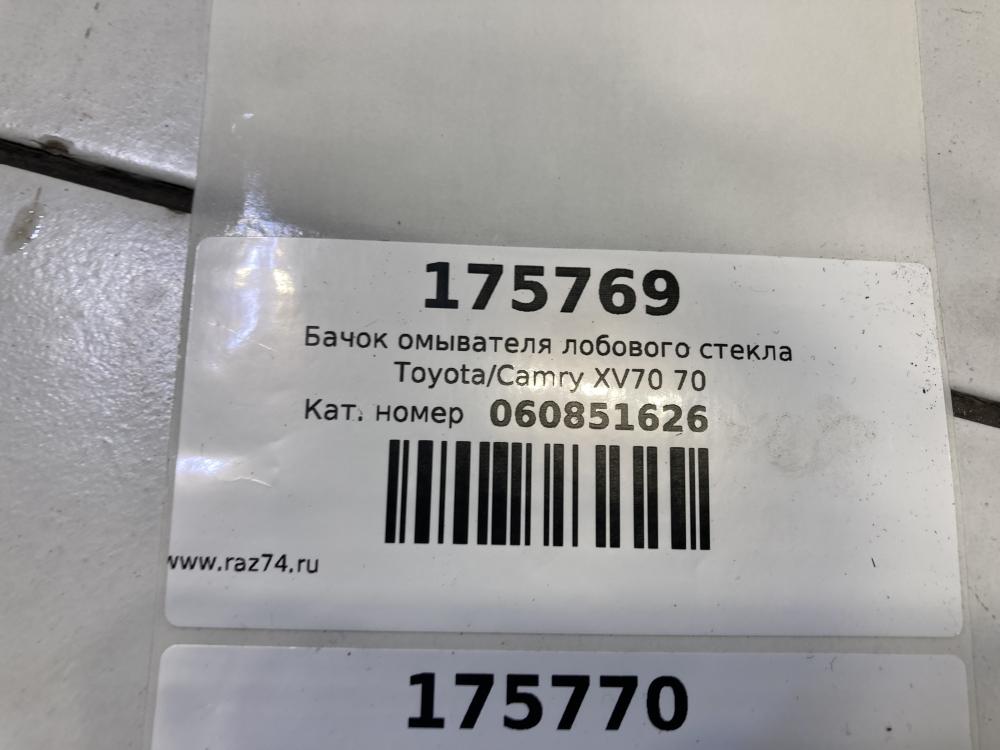 175769
Бачок омывателя лобового стекла
Toyota/Camry XV70 70
Кат. номер 060851626
www.raz74.ru
175770